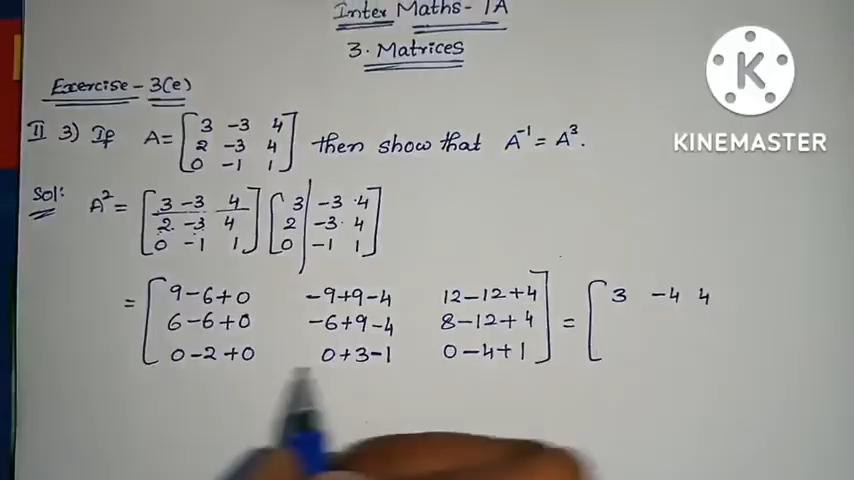 Inter Maths - 1A
3. Matrices
Exercise - 3(e)
II 3) If A = [ 3 -3 4 ; 2 -3 4 ; 0 -1 1 ] then show that A⁻¹ = A³.
Sol: A² = [ 3 -3 4 ; 2 -3 4 ; 0 -1 1 ] [ 3 -3 4 ; 2 -3 4 ; 0 -1 1 ]
= [ 9-6+0 -9+9-4 12-12+4 ; 6-6+0 -6+9-4 8-12+4 ; 0-2+0 0+3-1 0-4+1 ] = [ 3 -4 4
K
KINEMASTER